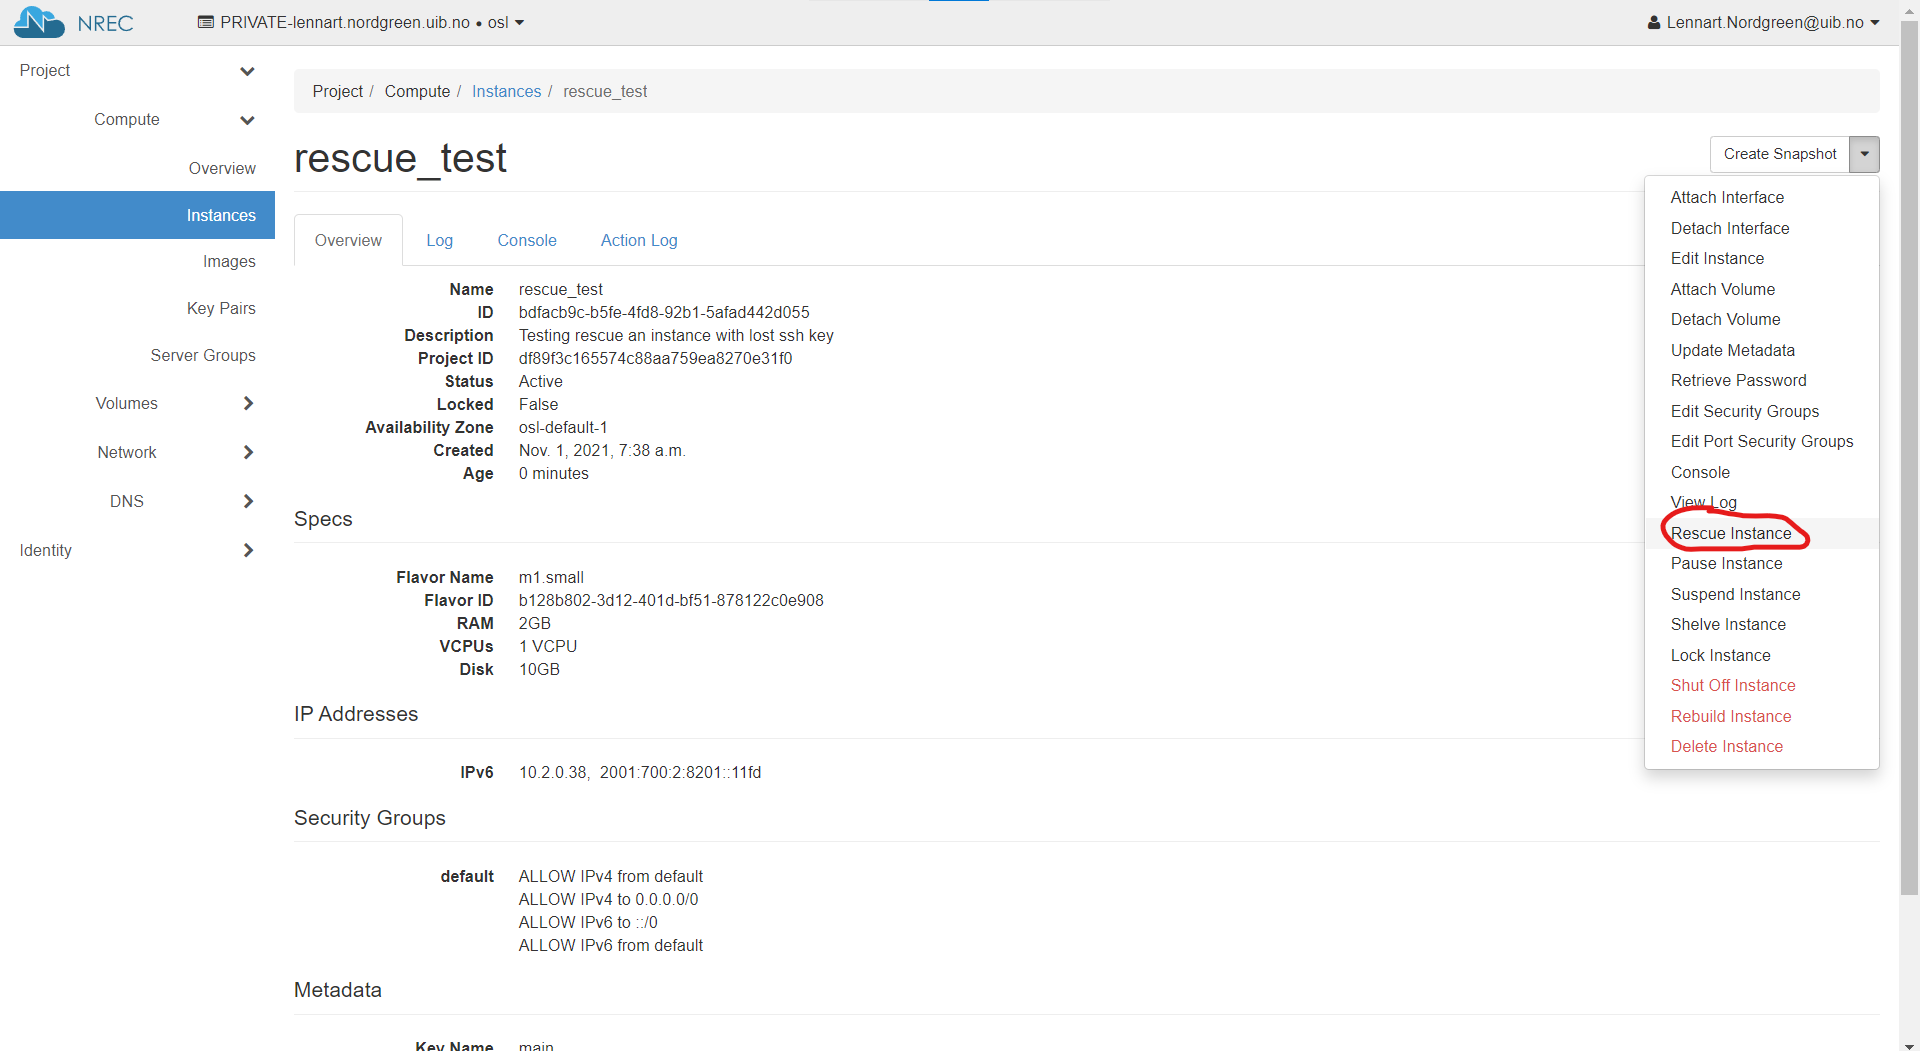 NREC
PRIVATE-lennart.nordgreen.uib.no • osl
Lennart.Nordgreen@uib.no
Project
Compute
Overview
Instances
Images
Key Pairs
Server Groups
Volumes
Network
DNS
Identity
Project / Compute / Instances / rescue_test
rescue_test
Create Snapshot
Attach Interface
Detach Interface
Edit Instance
Attach Volume
Detach Volume
Update Metadata
Retrieve Password
Edit Security Groups
Edit Port Security Groups
Console
View Log
Rescue Instance
Pause Instance
Suspend Instance
Shelve Instance
Lock Instance
Shut Off Instance
Rebuild Instance
Delete Instance
Overview Log Console Action Log
Name rescue_test
ID bdfacb9c-b5fe-4fd8-92b1-5afad442d055
Description Testing rescue an instance with lost ssh key
Project ID df89f3c165574c88aa759ea8270e31f0
Status Active
Locked False
Availability Zone osl-default-1
Created Nov. 1, 2021, 7:38 a.m.
Age 0 minutes
Specs
Flavor Name m1.small
Flavor ID b128b802-3d12-401d-bf51-878122c0e908
RAM 2GB
VCPUs 1 VCPU
Disk 10GB
IP Addresses
IPv6 10.2.0.38, 2001:700:2:8201::11fd
Security Groups
default ALLOW IPv4 from default
ALLOW IPv4 to 0.0.0.0/0
ALLOW IPv6 to ::/0
ALLOW IPv6 from default
Metadata
Key Name main